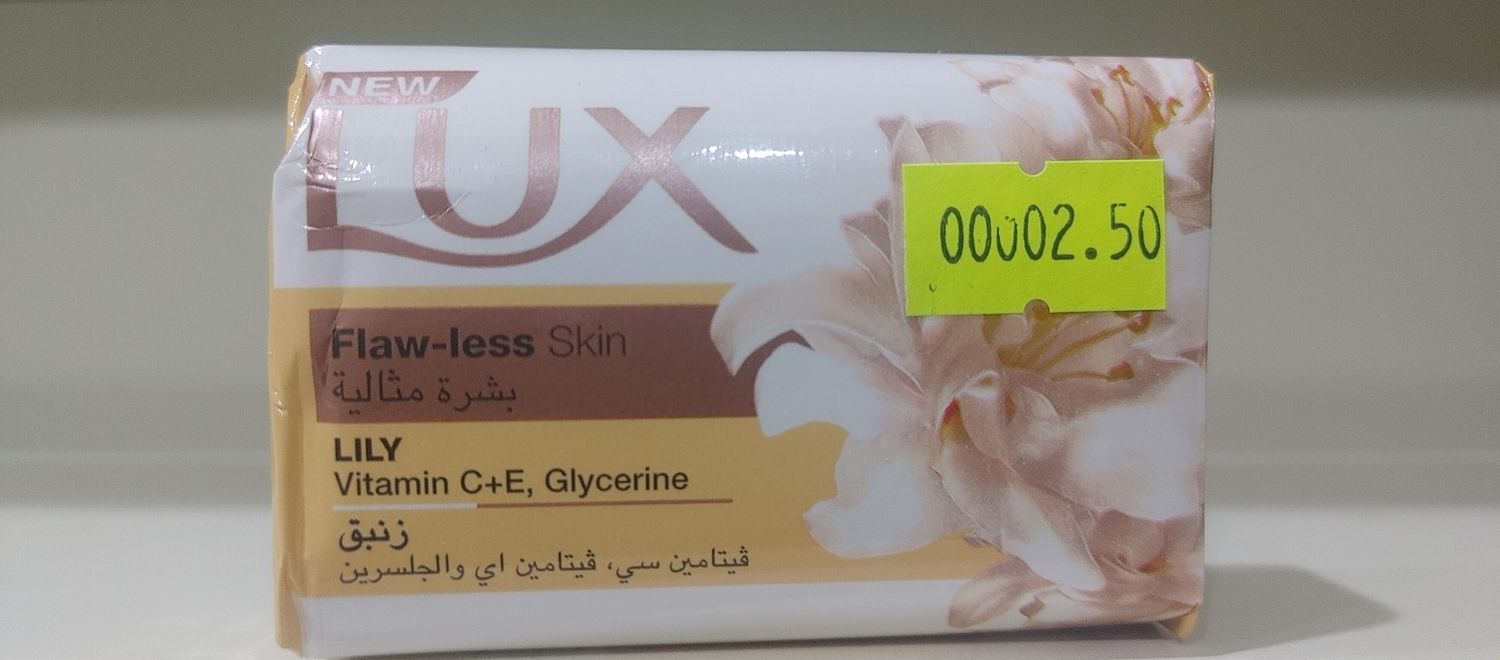 NEW
LUX
00002.50
Flaw-less Skin
بشرة مثالية
LILY
Vitamin C+E, Glycerine
زنبق
ڤيتامين سي، ڤيتامين اي والجلسرين